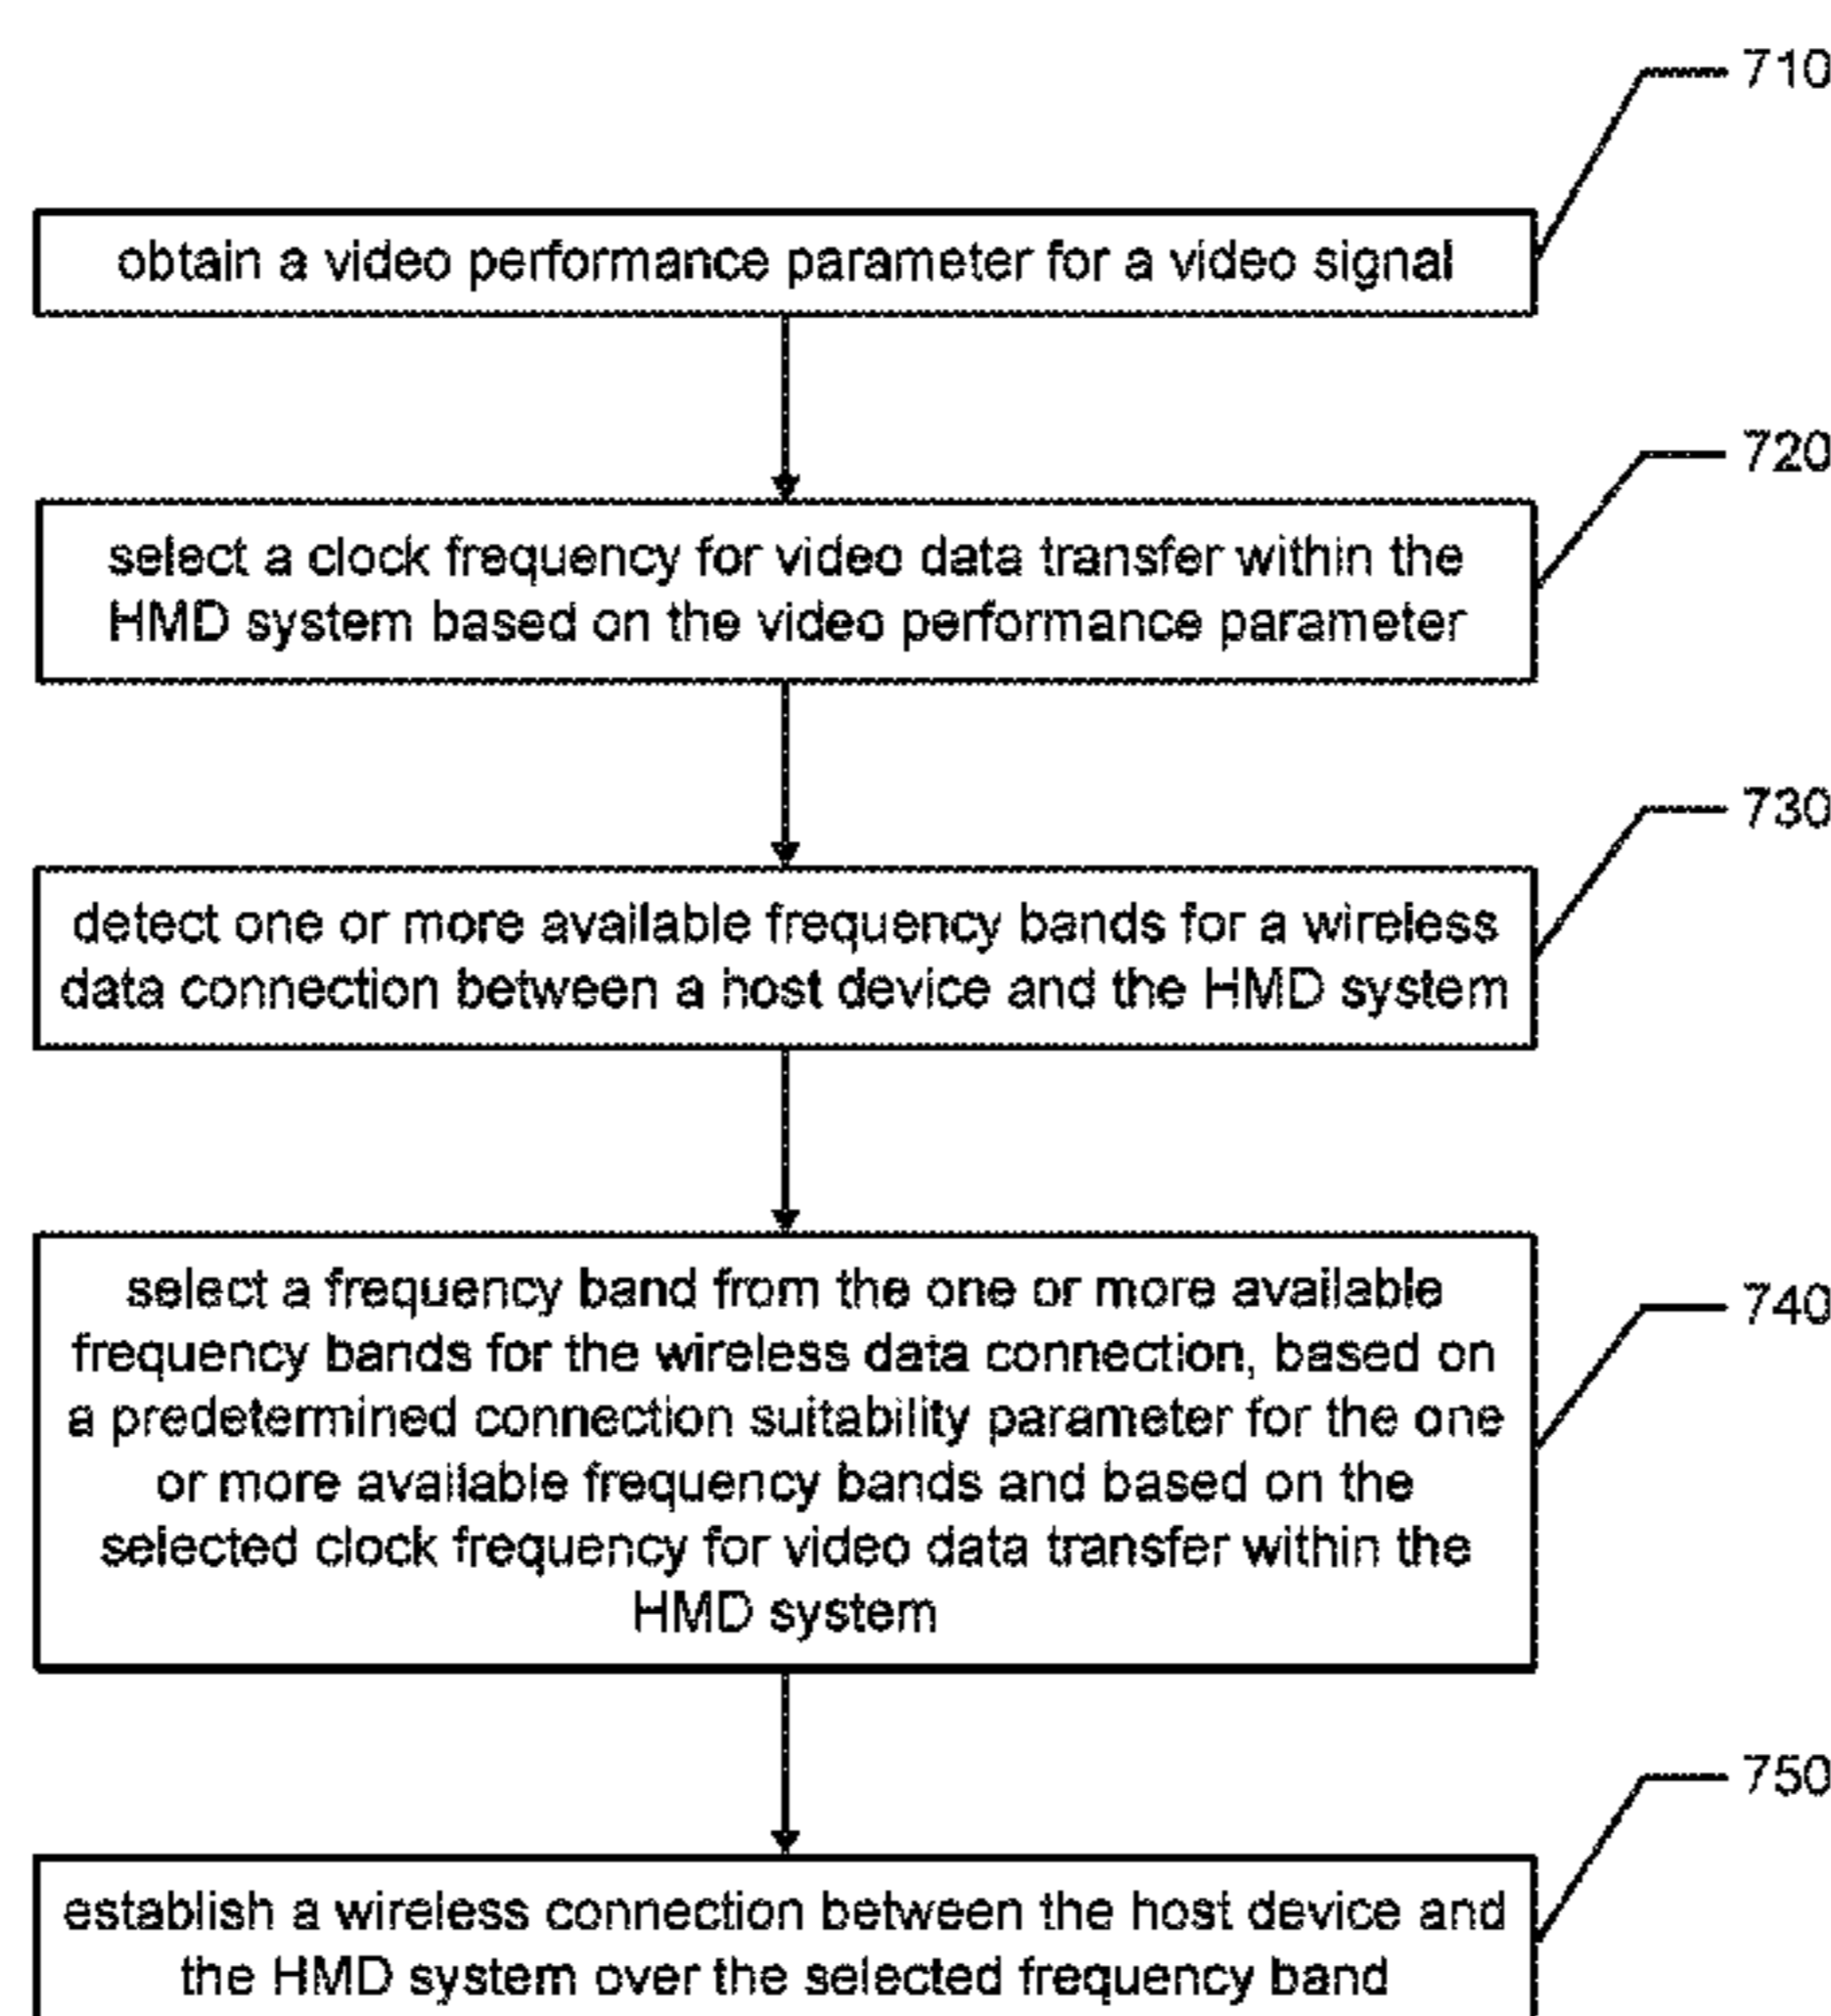 710
obtain a video performance parameter for a video signal
720
select a clock frequency for video data transfer within the
HMD system based on the video performance parameter
730
detect one or more available frequency bands for a wireless
data connection between a host device and the HMD system
740
select a frequency band from the one or more available
frequency bands for the wireless data connection, based on
a predetermined connection suitability parameter for the one
or more available frequency bands and based on the
selected clock frequency for video data transfer within the
HMD system
750
establish a wireless connection between the host device and
the HMD system over the selected frequency band